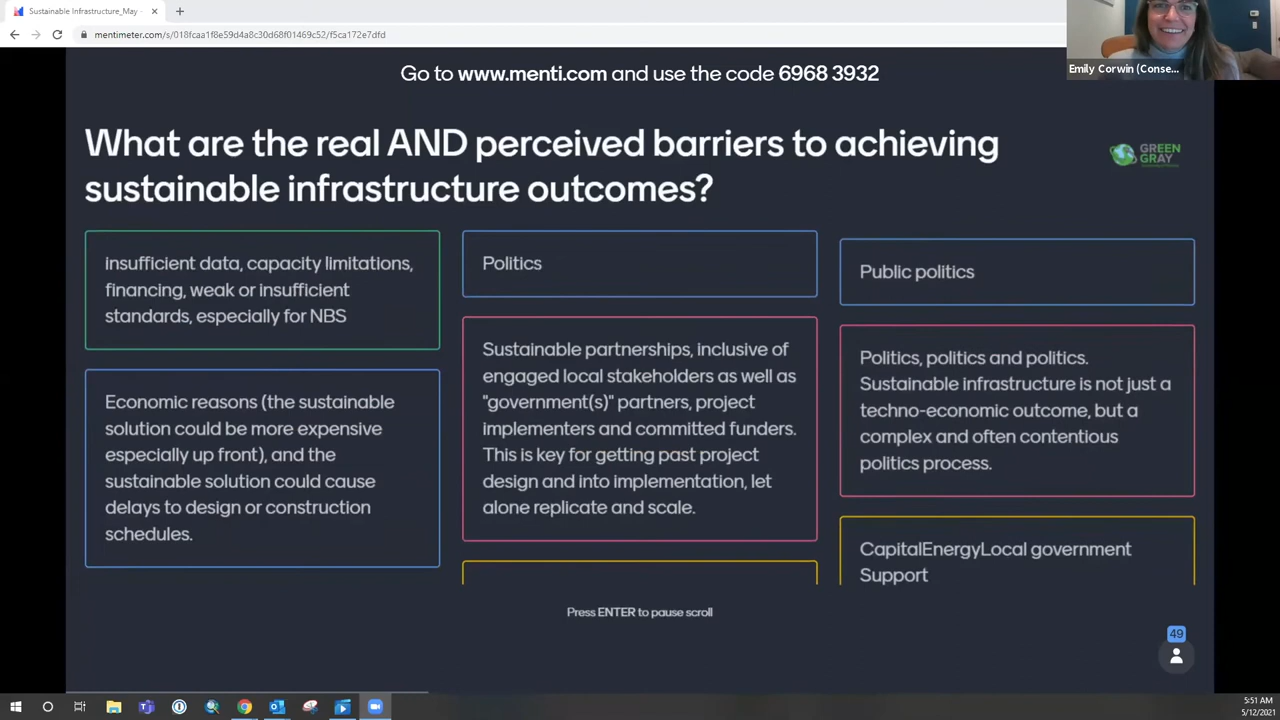 Sustainable Infrastructure_May -
mentimeter.com/s/018fcaa1f8e59d4a8c30d68f01469c52/f5ca172e7dfd
Emily Corwin (Conse...
Go to www.menti.com and use the code 6968 3932
What are the real AND perceived barriers to achieving
sustainable infrastructure outcomes?
GREEN
GRAY
insufficient data, capacity limitations,
financing, weak or insufficient
standards, especially for NBS
Economic reasons (the sustainable
solution could be more expensive
especially up front), and the
sustainable solution could cause
delays to design or construction
schedules.
Politics
Sustainable partnerships, inclusive of
engaged local stakeholders as well as
"government(s)" partners, project
implementers and committed funders.
This is key for getting past project
design and into implementation, let
alone replicate and scale.
Public politics
Politics, politics and politics.
Sustainable infrastructure is not just a
techno-economic outcome, but a
complex and often contentious
politics process.
CapitalEnergyLocal government
Support
Press ENTER to pause scroll
49
5:51 AM
5/12/2021